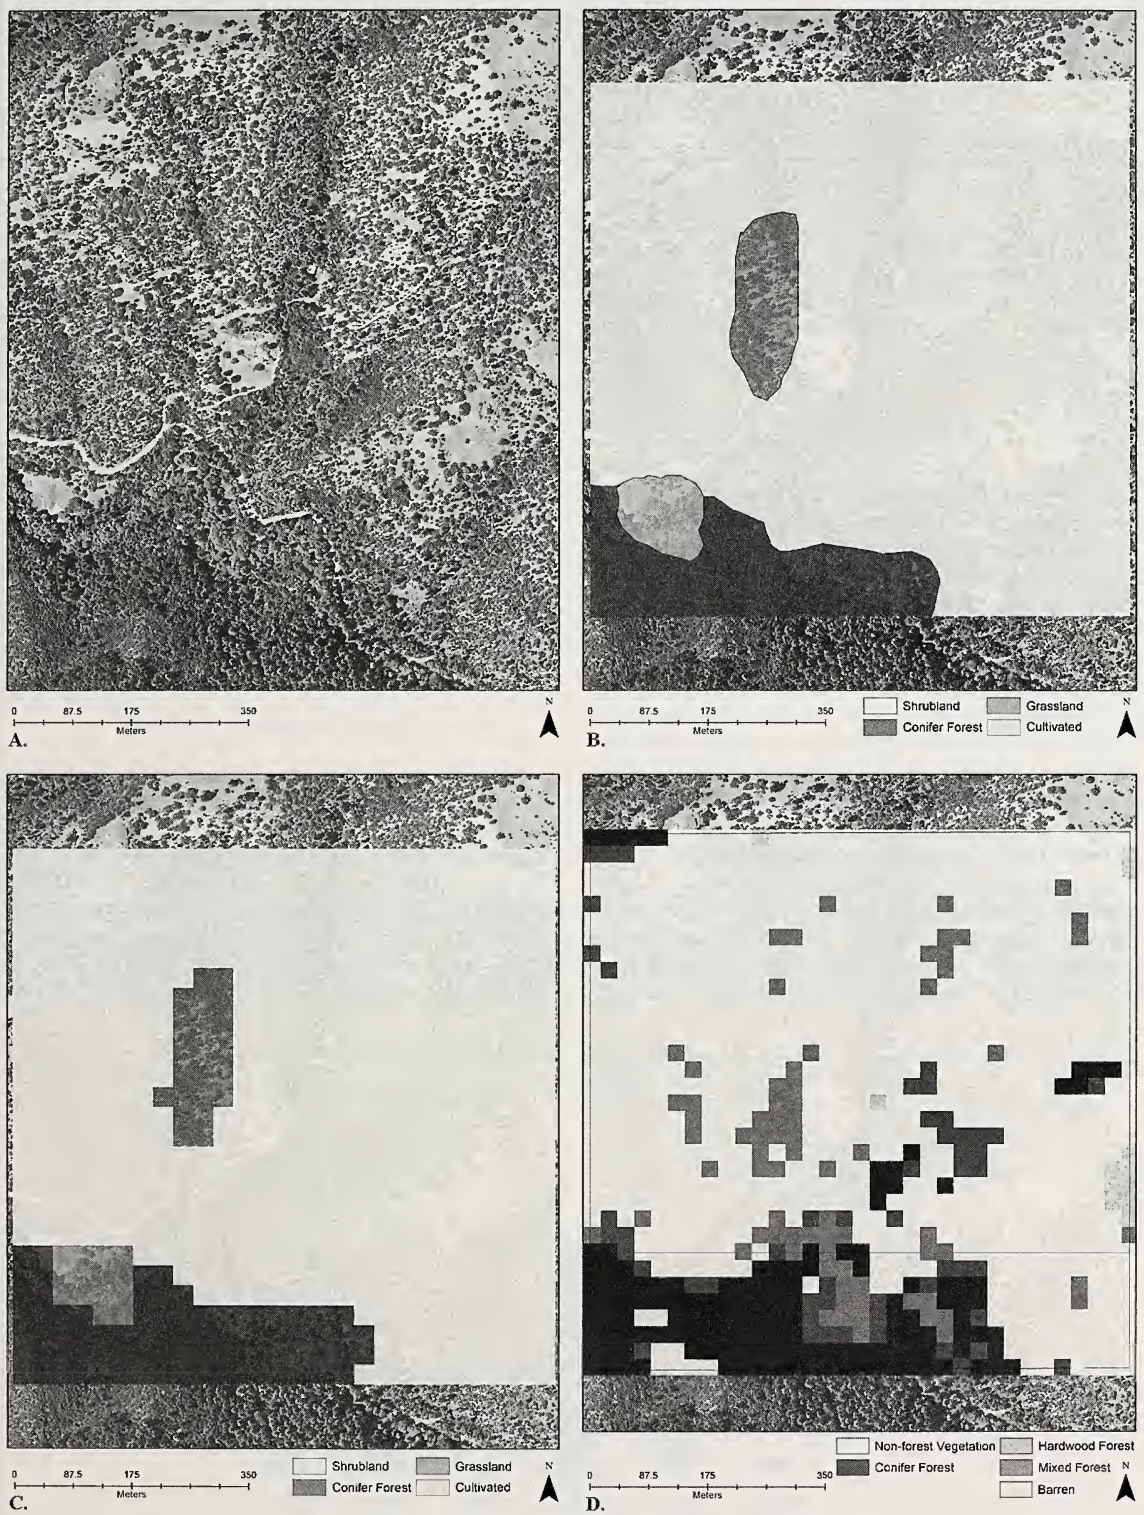 0 87.5 175 350
Meters
N
A.
0 87.5 175 350
Meters
Shrubland Grassland
Conifer Forest Cultivated
N
B.
0 87.5 175 350
Meters
Shrubland Grassland
Conifer Forest Cultivated
N
C.
0 87.5 175 350
Meters
Non-forest Vegetation Hardwood Forest
Conifer Forest Mixed Forest
Barren
N
D.